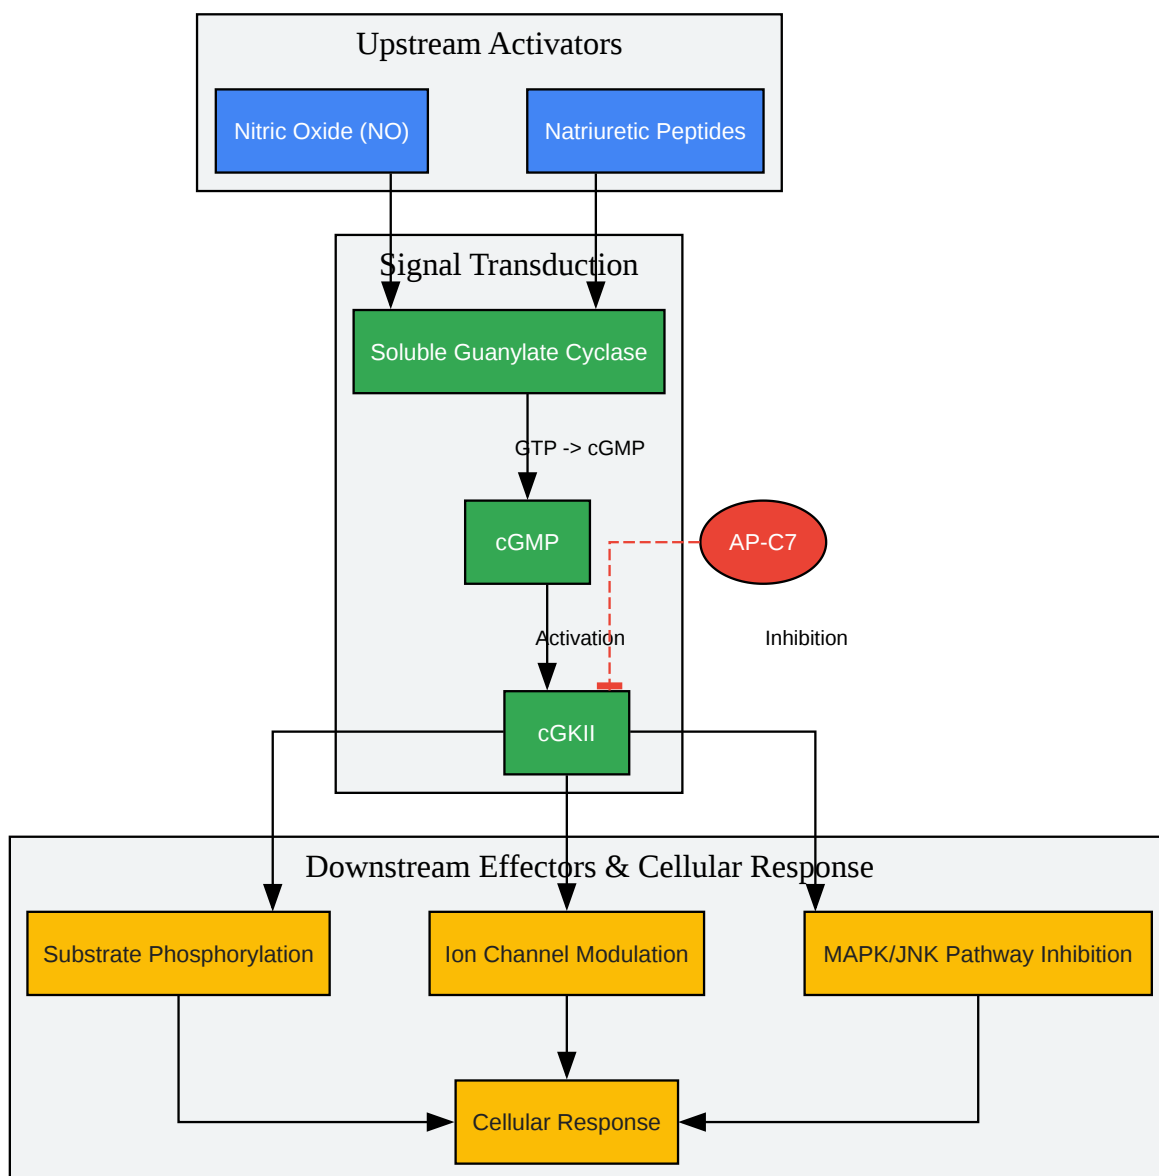 Upstream Activators
Nitric Oxide (NO)
Natriuretic Peptides
Signal Transduction
Soluble Guanylate Cyclase
GTP -> cGMP
cGMP
AP-C7
Activation
Inhibition
cGKII
Downstream Effectors & Cellular Response
Substrate Phosphorylation
Ion Channel Modulation
MAPK/JNK Pathway Inhibition
Cellular Response